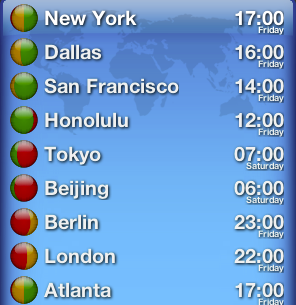 New York 17:00
Friday
Dallas 16:00
Friday
San Francisco 14:00
Friday
Honolulu 12:00
Friday
Tokyo 07:00
Saturday
Beijing 06:00
Saturday
Berlin 23:00
Friday
London 22:00
Friday
Atlanta 17:00
Friday